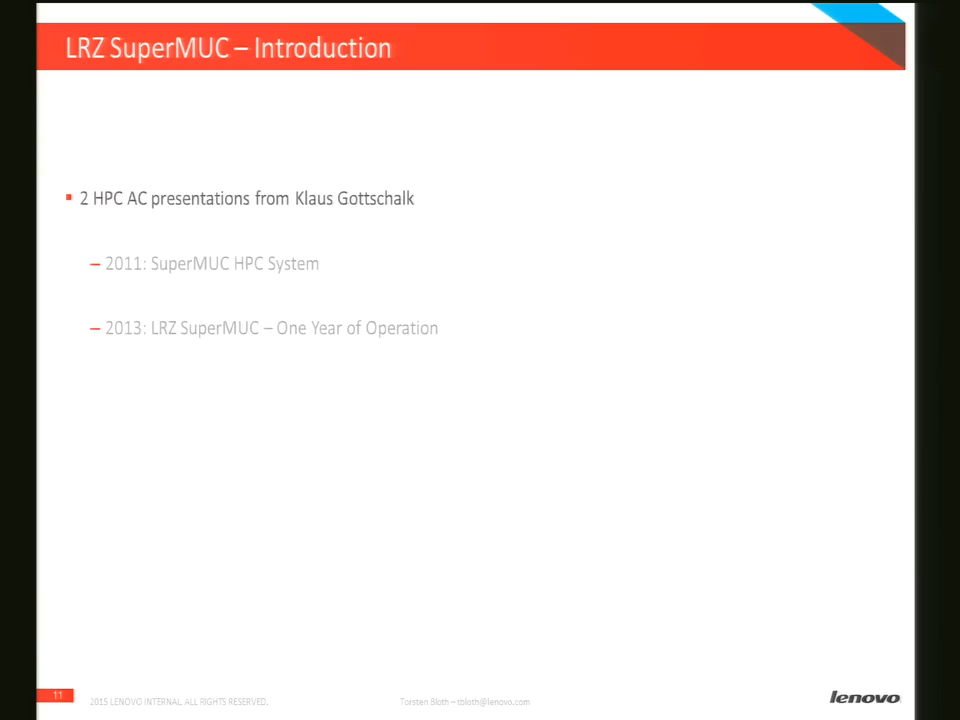 LRZ SuperMUC – Introduction
▪ 2 HPC AC presentations from Klaus Gottschalk
– 2011: SuperMUC HPC System
– 2013: LRZ SuperMUC – One Year of Operation
11
2015 LENOVO INTERNAL. ALL RIGHTS RESERVED.
Torsten Bloth – tbloth@lenovo.com
lenovo